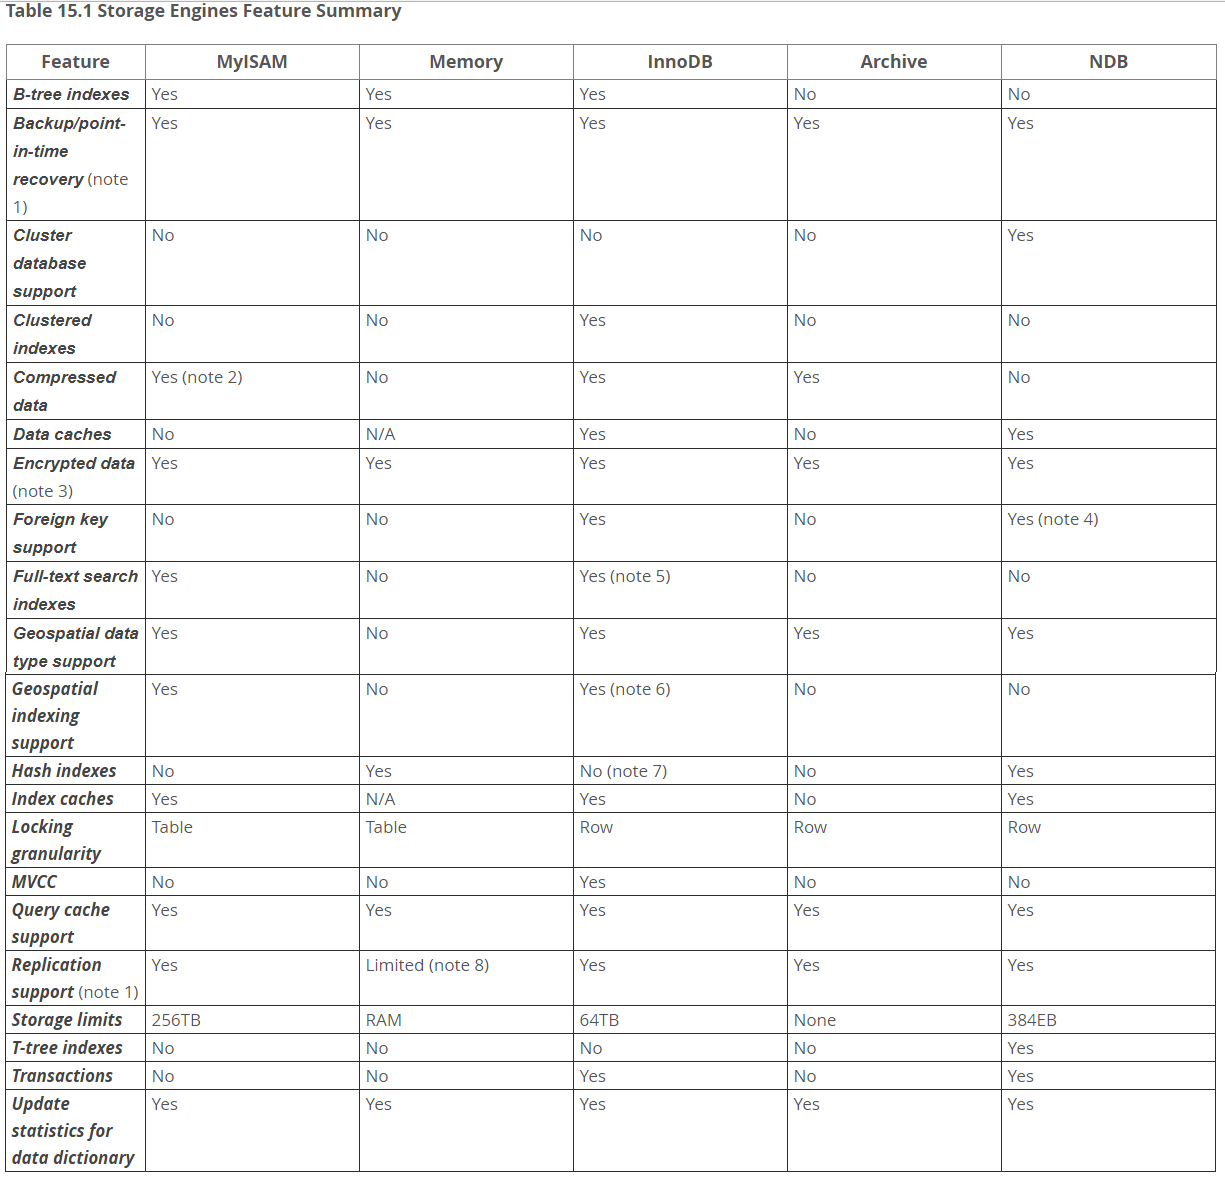 Table 15.1 Storage Engines Feature Summary
Feature MyISAM Memory InnoDB Archive NDB
B-tree indexes Yes Yes Yes No No
Backup/point- Yes Yes Yes Yes Yes
in-time
recovery (note
1)
Cluster No No No No Yes
database
support
Clustered No No Yes No No
indexes
Compressed Yes (note 2) No Yes Yes No
data
Data caches No N/A Yes No Yes
Encrypted data Yes Yes Yes Yes Yes
(note 3)
Foreign key No No Yes No Yes (note 4)
support
Full-text search Yes No Yes (note 5) No No
indexes
Geospatial data Yes No Yes Yes Yes
type support
Geospatial Yes No Yes (note 6) No No
indexing
support
Hash indexes No Yes No (note 7) No Yes
Index caches Yes N/A Yes No Yes
Locking Table Table Row Row Row
granularity
MVCC No No Yes No No
Query cache Yes Yes Yes Yes Yes
support
Replication Yes Limited (note 8) Yes Yes Yes
support (note 1)
Storage limits 256TB RAM 64TB None 384EB
T-tree indexes No No No No Yes
Transactions No No Yes No Yes
Update Yes Yes Yes Yes Yes
statistics for
data dictionary